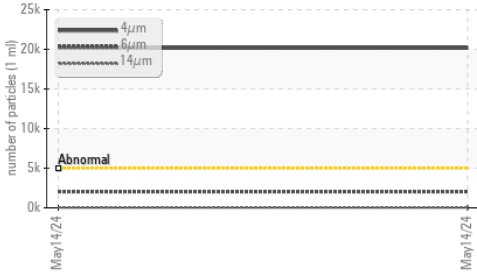 25k
4μm
6μm
14μm
20k
15k
10k
Abnormal
5k
0k
number of particles (1 ml)
May14/24
May14/24